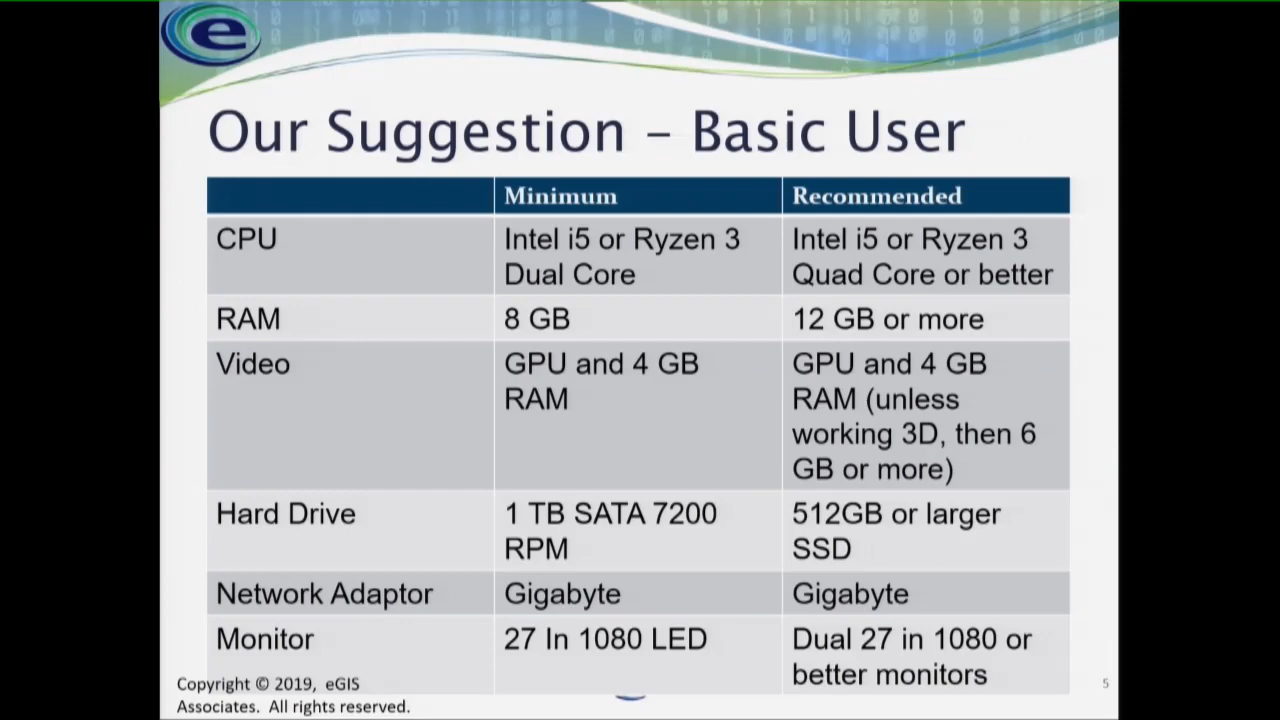 e
Our Suggestion – Basic User
Minimum
Recommended
CPU
Intel i5 or Ryzen 3
Dual Core
Intel i5 or Ryzen 3
Quad Core or better
RAM
8 GB
12 GB or more
Video
GPU and 4 GB
RAM
GPU and 4 GB
RAM (unless
working 3D, then 6
GB or more)
Hard Drive
1 TB SATA 7200
RPM
512GB or larger
SSD
Network Adaptor
Gigabyte
Gigabyte
Monitor
27 In 1080 LED
Dual 27 in 1080 or
better monitors
Copyright © 2019, eGIS
Associates. All rights reserved.
5